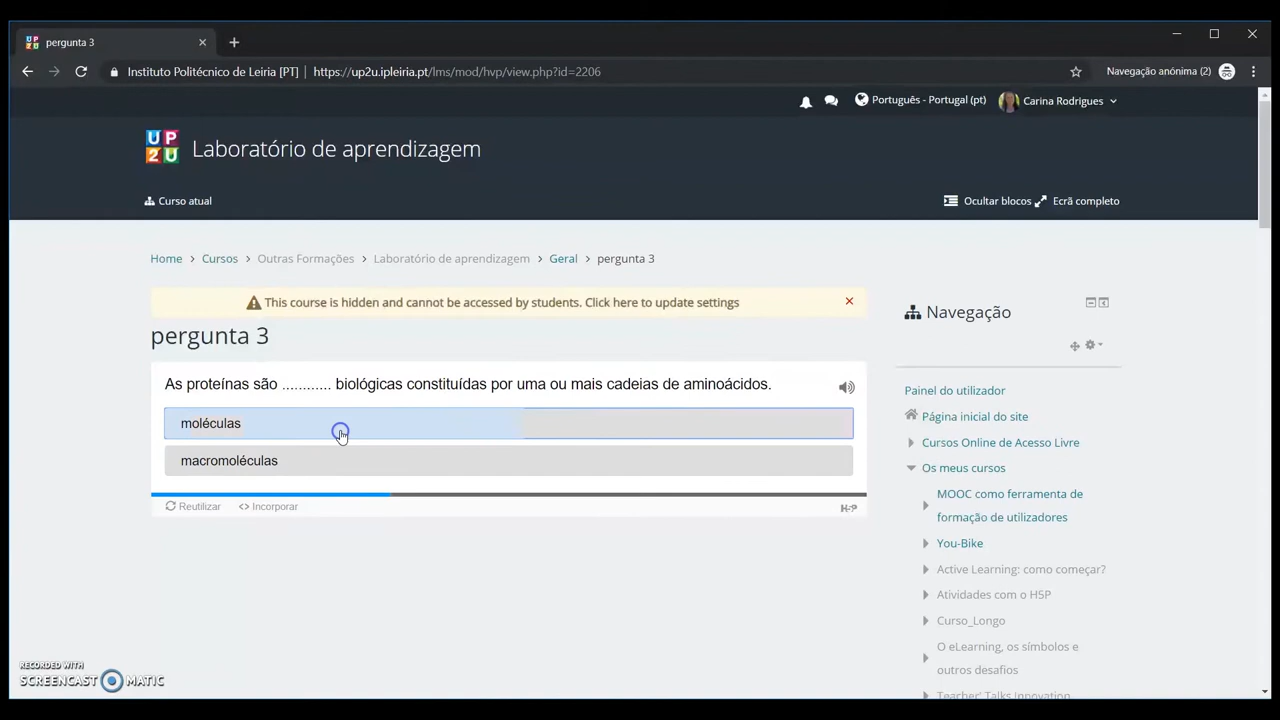 pergunta 3
Instituto Politécnico de Leiria [PT] | https://up2u.ipleiria.pt/lms/mod/hvp/view.php?id=2206
Navegação anónima (2)
Português - Portugal (pt)
Carina Rodrigues
UP2U
Laboratório de aprendizagem
Curso atual
Ocultar blocos
Ecrã completo
Home > Cursos > Outras Formações > Laboratório de aprendizagem > Geral > pergunta 3
This course is hidden and cannot be accessed by students. Click here to update settings
pergunta 3
As proteínas são ............ biológicas constituídas por uma ou mais cadeias de aminoácidos.
moléculas
macromoléculas
Reutilizar
<> Incorporar
H5P
Navegação
Painel do utilizador
Página inicial do site
Cursos Online de Acesso Livre
Os meus cursos
MOOC como ferramenta de
formação de utilizadores
You-Bike
Active Learning: como começar?
Atividades com o H5P
Curso_Longo
O eLearning, os símbolos e
outros desafios
Teacher' Talks Innovation
RECORDED WITH
SCREENCAST MATIC